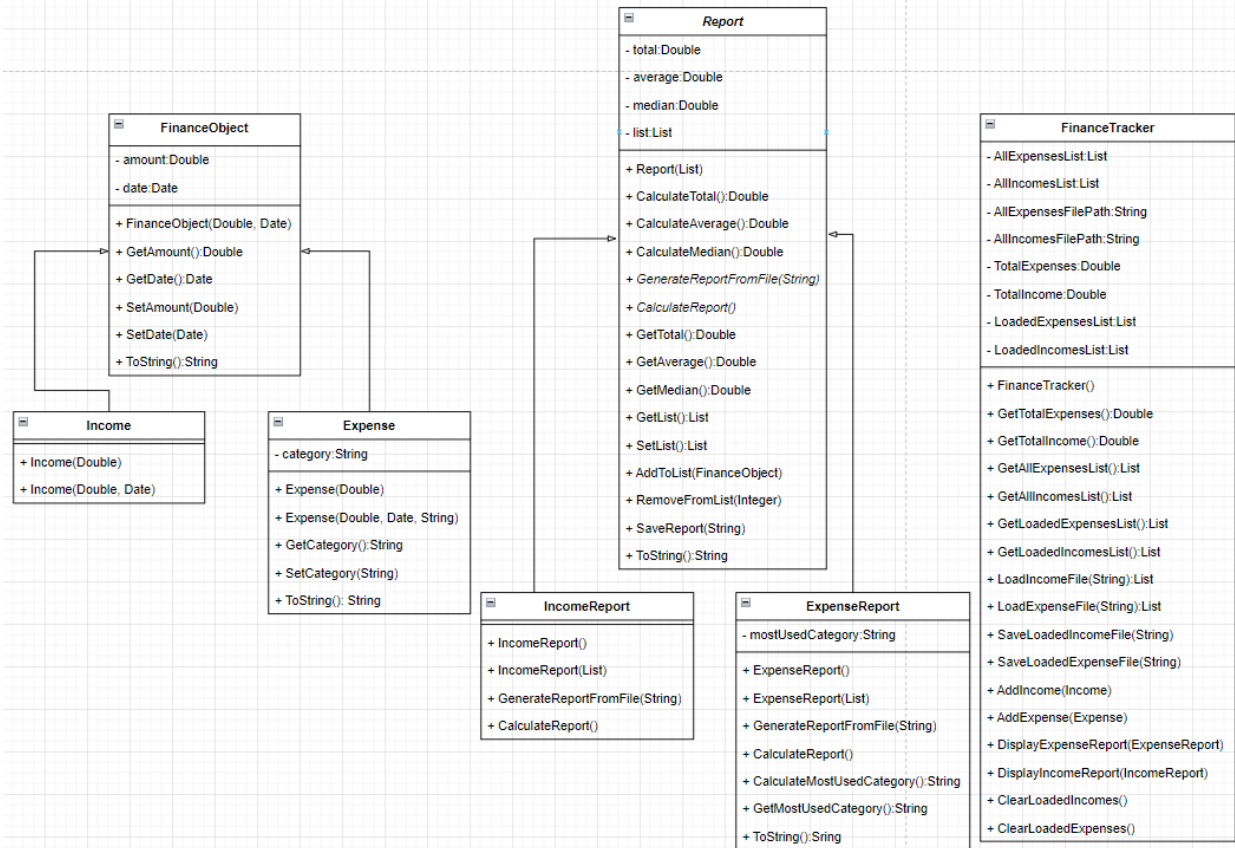 Report
- total:Double
- average:Double
- median:Double
- list:List
+ Report(List)
+ CalculateTotal():Double
+ CalculateAverage():Double
+ CalculateMedian():Double
+ GenerateReportFromFile(String)
+ CalculateReport()
+ GetTotal():Double
+ GetAverage():Double
+ GetMedian():Double
+ GetList():List
+ SetList():List
+ AddToList(FinanceObject)
+ RemoveFromList(Integer)
+ SaveReport(String)
+ ToString():String
FinanceObject
- amount:Double
- date:Date
+ FinanceObject(Double, Date)
+ GetAmount():Double
+ GetDate():Date
+ SetAmount(Double)
+ SetDate(Date)
+ ToString():String
FinanceTracker
- AllExpensesList:List
- AllIncomesList:List
- AllExpensesFilePath:String
- AllIncomesFilePath:String
- TotalExpenses:Double
- TotalIncome:Double
- LoadedExpensesList:List
- LoadedIncomesList:List
+ FinanceTracker()
+ GetTotalExpenses():Double
+ GetTotalIncome():Double
+ GetAllExpensesList():List
+ GetAllIncomesList():List
+ GetLoadedExpensesList():List
+ GetLoadedIncomesList():List
+ LoadIncomeFile(String):List
+ LoadExpenseFile(String):List
+ SaveLoadedIncomeFile(String)
+ SaveLoadedExpenseFile(String)
+ AddIncome(Income)
+ AddExpense(Expense)
+ DisplayExpenseReport(ExpenseReport)
+ DisplayIncomeReport(IncomeReport)
+ ClearLoadedIncomes()
+ ClearLoadedExpenses()
Income
+ Income(Double)
+ Income(Double, Date)
Expense
- category:String
+ Expense(Double)
+ Expense(Double, Date, String)
+ GetCategory():String
+ SetCategory(String)
+ ToString(): String
IncomeReport
+ IncomeReport()
+ IncomeReport(List)
+ GenerateReportFromFile(String)
+ CalculateReport()
ExpenseReport
- mostUsedCategory:String
+ ExpenseReport()
+ ExpenseReport(List)
+ GenerateReportFromFile(String)
+ CalculateReport()
+ CalculateMostUsedCategory():String
+ GetMostUsedCategory():String
+ ToString():Sring